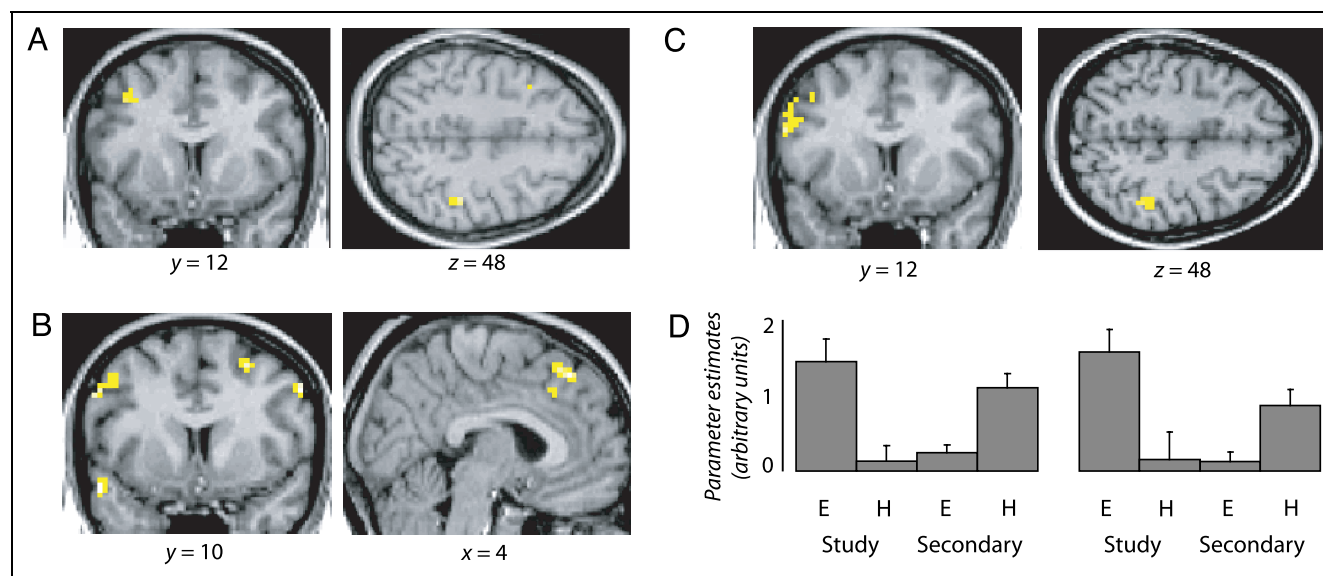 A
C
y = 12
z = 48
y = 12
z = 48
B
D
y = 10
x = 4
Parameter estimates
(arbitrary units)
2
1
0
E H E H E H E H
Study Secondary Study Secondary